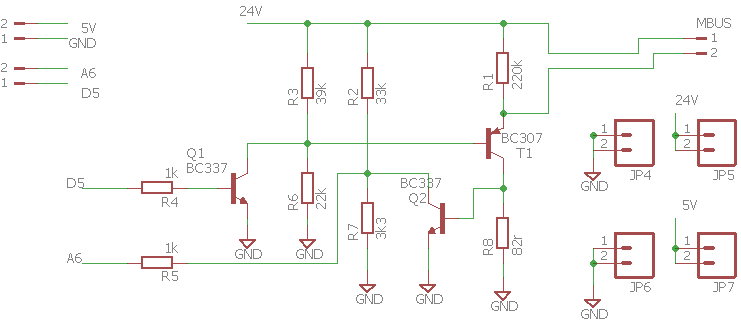 24V
MBUS
2 5V
1 GND
1
2
2 A6
1 D5
R3 39k
R2 33k
R1 220k
24V
Q1
BC337
BC307
T1
1
2
JP4
GND
1
2
JP5
D5
1k
R4
R6 22k
BC337
Q2
GND
GND
R7 3K3
R8 82r
5V
A6
1k
R5
GND
GND
GND
1
2
JP6
GND
1
2
JP7